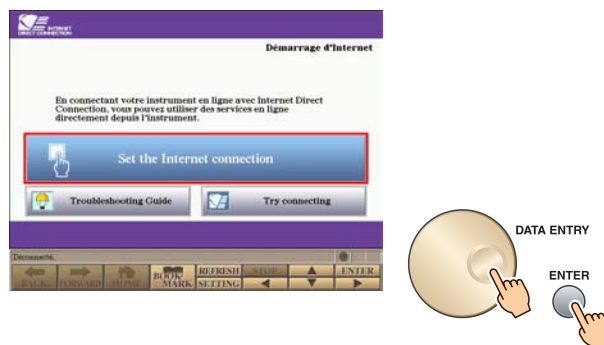 INTERNET
DIRECT CONNECTION
Démarrage d'Internet
En connectant votre instrument en ligne avec Internet Direct
Connection, vous pouvez utiliser des services en ligne
directement depuis l'instrument.
Set the Internet connection
Troubleshooting Guide
Try connecting
Déconnecté.
BACK FORWARD HOME BOOK MARK REFRESH STOP ENTER
SETTING
DATA ENTRY
ENTER